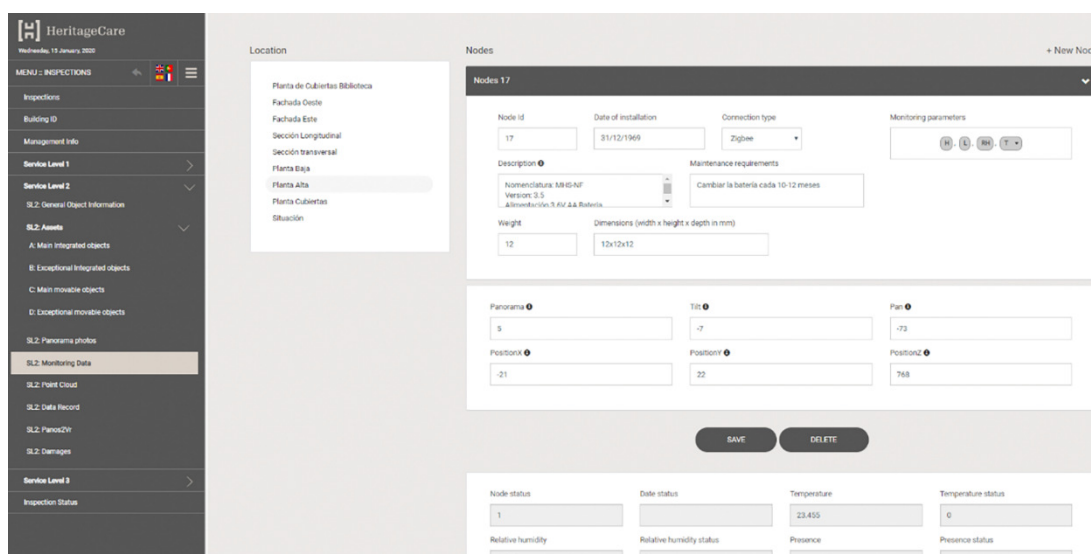 HeritageCare
Wednesday, 15 January, 2020
MENU :: INSPECTIONS
Inspections
Building ID
Management Info
Service Level 1
Service Level 2
SL2: General Object Information
SL2: Assets
A: Main Integrated objects
B: Exceptional Integrated objects
C: Main movable objects
D: Exceptional movable objects
SL2: Panorama photos
SL2: Monitoring Data
SL2: Point Cloud
SL2: Data Record
SL2: Panos2Vr
SL2: Damages
Service Level 3
Inspection Status
Location
Planta de Cubiertas Biblioteca
Fachada Oeste
Fachada Este
Sección Longitudinal
Sección transversal
Planta Baja
Planta Alta
Planta Cubiertas
Situación
Nodes + New Nod
Nodes 17
Node Id Date of installation Connection type Monitoring parameters
17 31/12/1969 Zigbee H, L, RH, T
Description Maintenance requirements
Nomenclatura: MHS-NF Cambiar la batería cada 10-12 meses
Version: 3.5
Alimentación 3.6V AA Batería
Weight Dimensions (width x height x depth in mm)
12 12x12x12
Panorama Tilt Pan
5 -7 -73
PositionX PositionY PositionZ
-21 22 768
SAVE DELETE
Node status Date status Temperature Temperature status
1 23.455 0
Relative humidity Relative humidity status Presence Presence status